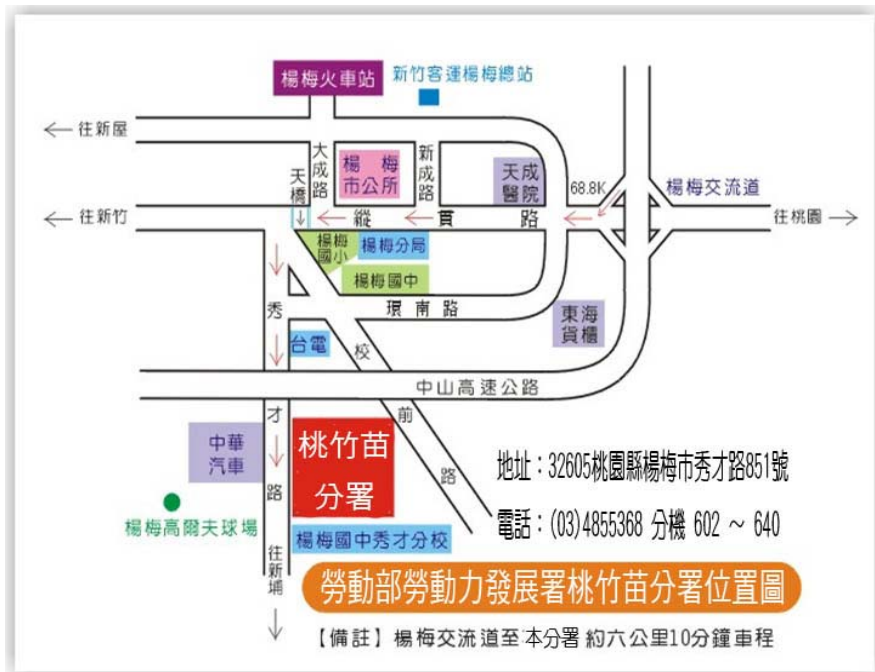 楊梅火車站
新竹客運楊梅總站
← 往新屋
大成路
楊梅
市公所
新成路
天成
醫院
68.8K
楊梅交流道
天橋
← 往新竹
縱貫路
往桃園 →
楊梅
國小
楊梅分局
楊梅國中
環南路
東海
貨櫃
台電
中山高速公路
秀才路
校前路
中華
汽車
桃竹苗
分署
地址：32605桃園縣楊梅市秀才路851號
電話：(03)4855368 分機 602 ～ 640
楊梅高爾夫球場
楊梅國中秀才分校
往新埔
勞動部勞動力發展署桃竹苗分署位置圖
【備註】楊梅交流道至本分署 約六公里10分鐘車程